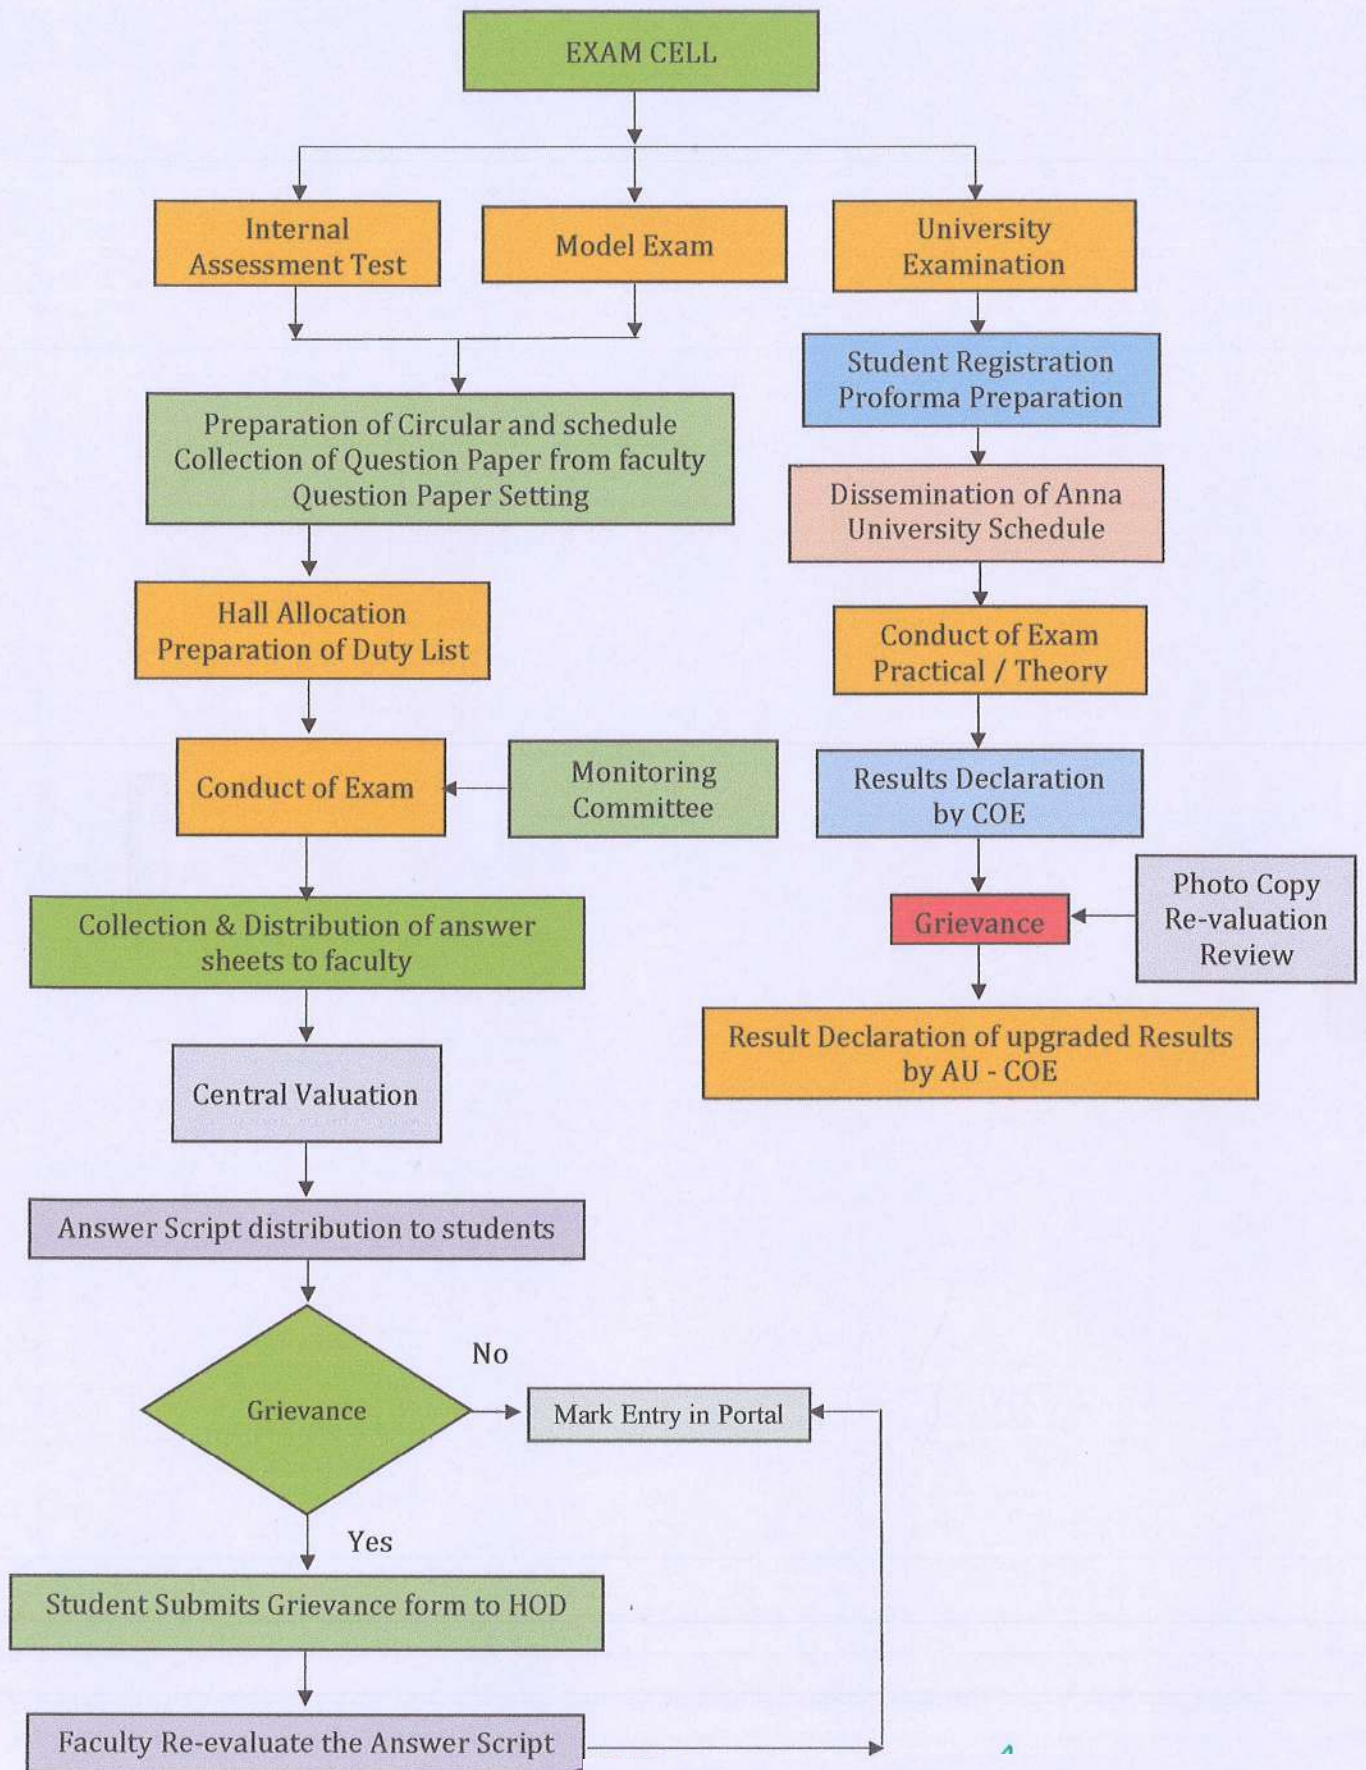 EXAM CELL
Internal
Assessment Test
Model Exam
University
Examination
Student Registration
Proforma Preparation
Preparation of Circular and schedule
Collection of Question Paper from faculty
Question Paper Setting
Dissemination of Anna
University Schedule
Hall Allocation
Preparation of Duty List
Conduct of Exam
Practical / Theory
Conduct of Exam
Monitoring
Committee
Results Declaration
by COE
Collection & Distribution of answer
sheets to faculty
Grievance
Photo Copy
Re-valuation
Review
Result Declaration of upgraded Results
by AU - COE
Central Valuation
Answer Script distribution to students
Grievance
No
Mark Entry in Portal
Yes
Student Submits Grievance form to HOD
Faculty Re-evaluate the Answer Script